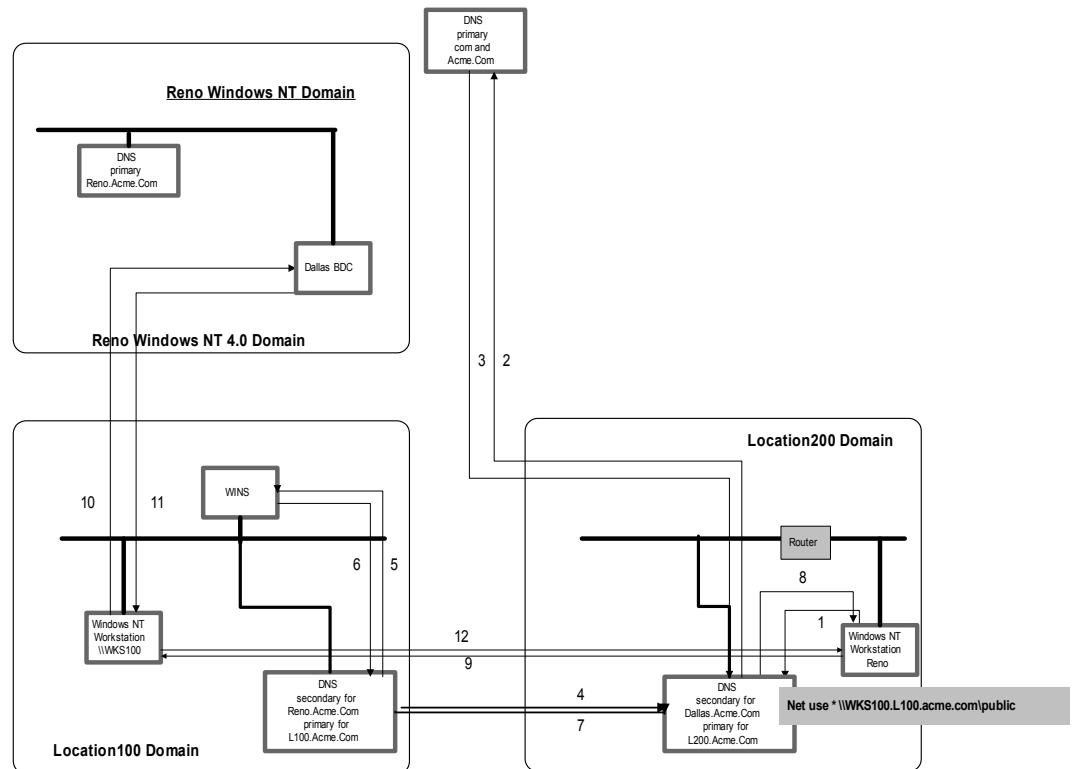 DNS
primary
com and
Acme.Com
Reno Windows NT Domain
DNS
primary
Reno.Acme.Com
Dallas BDC
Reno Windows NT 4.0 Domain
3
2
Location200 Domain
WINS
10
11
6
5
Router
8
1
Windows NT
Workstation
\\WKS100
12
9
Windows NT
Workstation
Reno
DNS
secondary for
Reno.Acme.Com
primary for
L100.Acme.Com
4
7
DNS
secondary for
Dallas.Acme.Com
primary for
L200.Acme.Com
Net use * \\WKS100.L100.acme.com\public
Location100 Domain